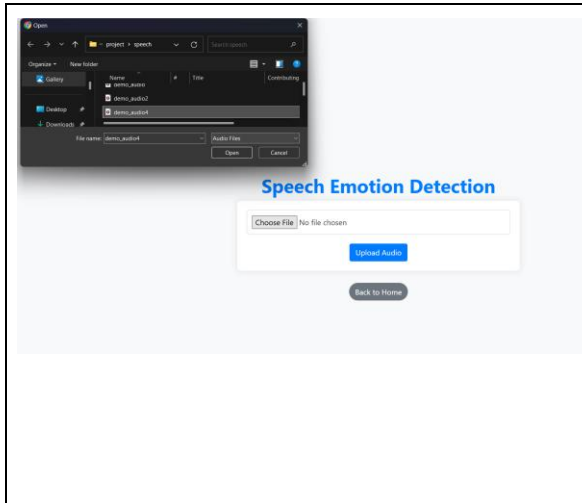 Open
project > speech
Search speech
Organize
New folder
Gallery
Name
#
Title
Contributing
demo_audio
Desktop
demo_audio2
Downloads
demo_audio4
File name: demo_audio4
Audio Files
Open
Cancel
Speech Emotion Detection
Choose File No file chosen
Upload Audio
Back to Home